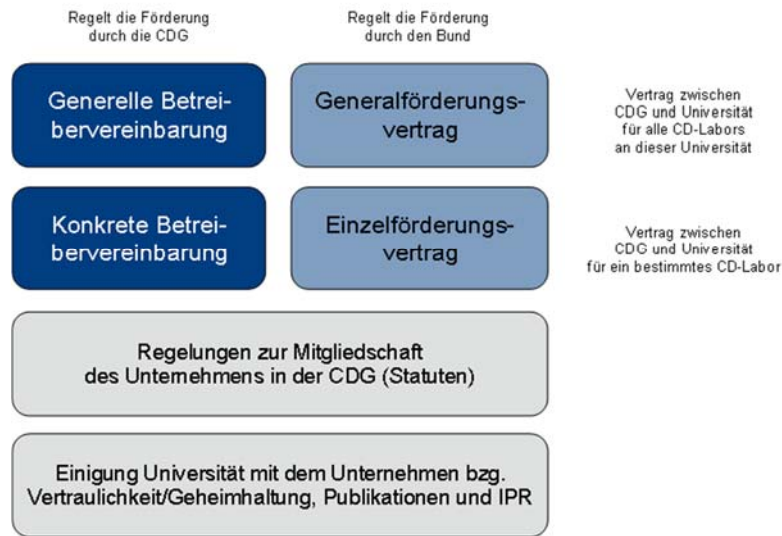 Regelt die Förderung
durch die CDG
Regelt die Förderung
durch den Bund
Generelle Betrei-
bervereinbarung
Generalförderungs-
vertrag
Vertrag zwischen
CDG und Universität
für alle CD-Labors
an dieser Universität
Konkrete Betrei-
bervereinbarung
Einzelförderungs-
vertrag
Vertrag zwischen
CDG und Universität
für ein bestimmtes CD-Labor
Regelungen zur Mitgliedschaft
des Unternehmens in der CDG (Statuten)
Einigung Universität mit dem Unternehmen bzg.
Vertraulichkeit/Geheimhaltung, Publikationen und IPR